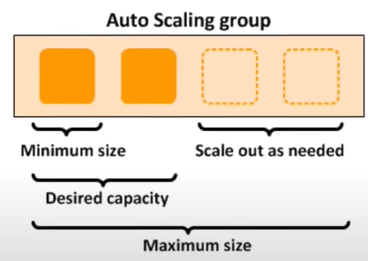 Auto Scaling group
Minimum size
Scale out as needed
Desired capacity
Maximum size